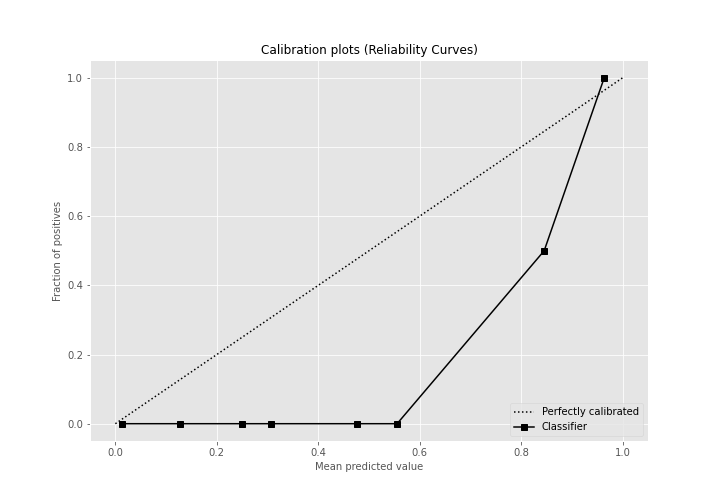 Calibration plots (Reliability Curves)
1.0
0.8
0.6
0.4
0.2
0.0
Fraction of positives
0.0 0.2 0.4 0.6 0.8 1.0
Mean predicted value
Perfectly calibrated
Classifier